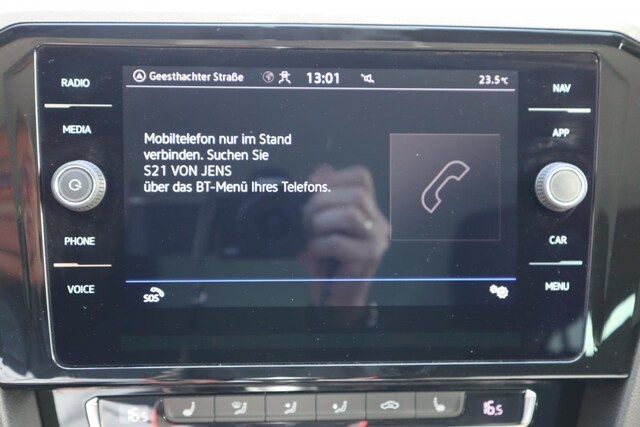 RADIO
MEDIA
PHONE
VOICE
Geesthachter Straße 13:01 23.5°C
Mobiltelefon nur im Stand
verbinden. Suchen Sie
S21 VON JENS
über das BT-Menü Ihres Telefons.
SOS
NAV
APP
CAR
MENU
16.5 16.5